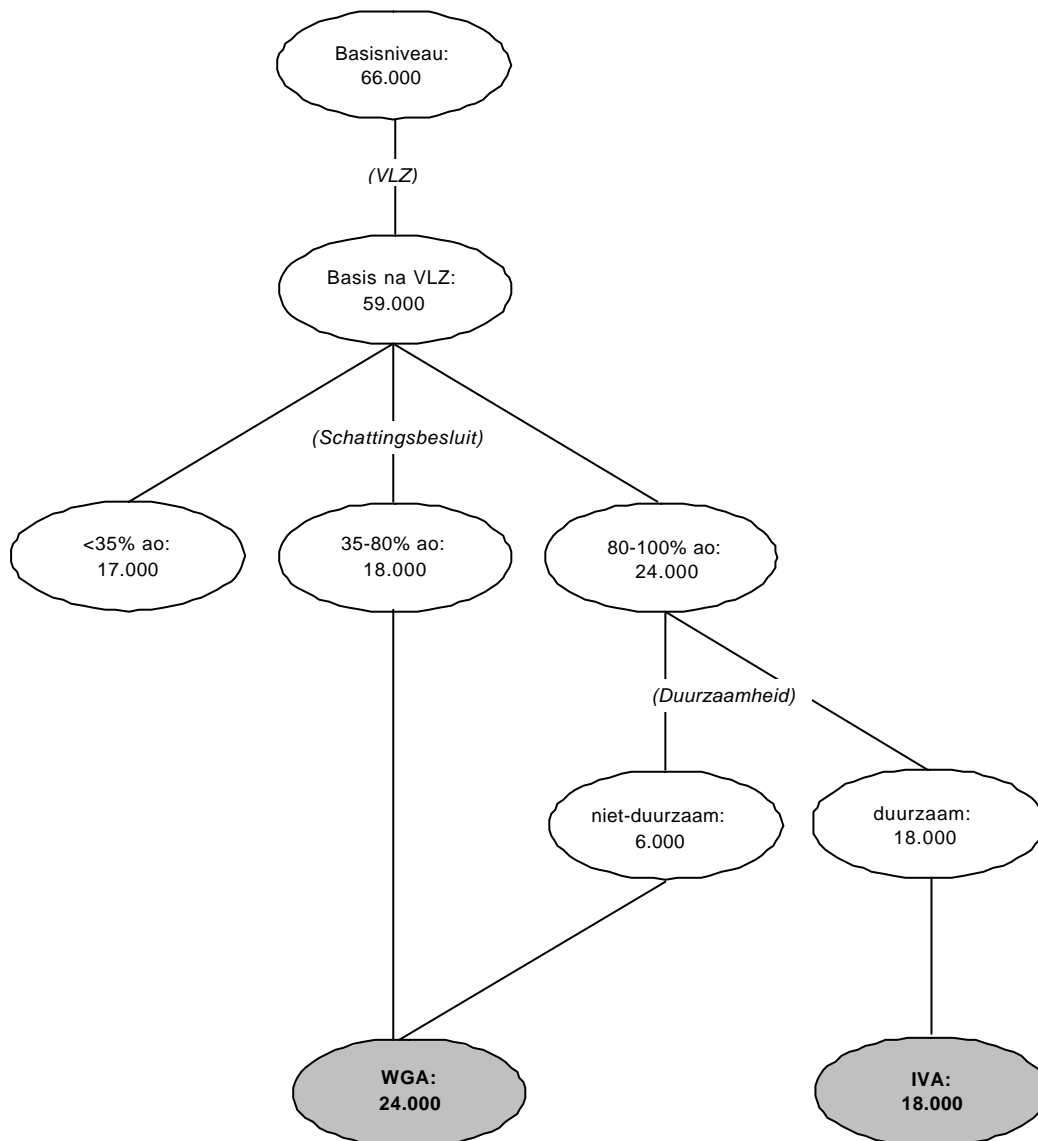 Basisniveau:
66.000
(VLZ)
Basis na VLZ:
59.000
(Schattingsbesluit)
<35% ao:
17.000
35-80% ao:
18.000
80-100% ao:
24.000
(Duurzaamheid)
niet-duurzaam:
6.000
duurzaam:
18.000
WGA:
24.000
IVA:
18.000